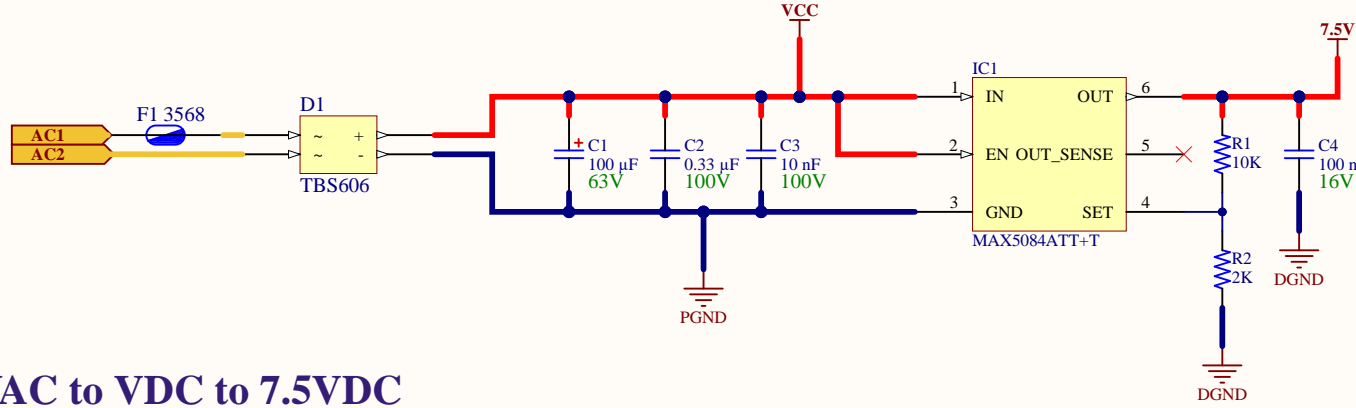 VCC
7.5V
IC1
F1 3568
D1
1 IN OUT 6
AC1
AC2
~ +
~ -
TBS606
+ C1
100 µF
63V
C2
0.33 µF
100V
C3
10 nF
100V
2 EN OUT_SENSE 5
3 GND SET 4
MAX5084ATT+T
R1
10K
C4
100 n
16V
R2
2K
DGND
PGND
DGND
AC to VDC to 7.5VDC